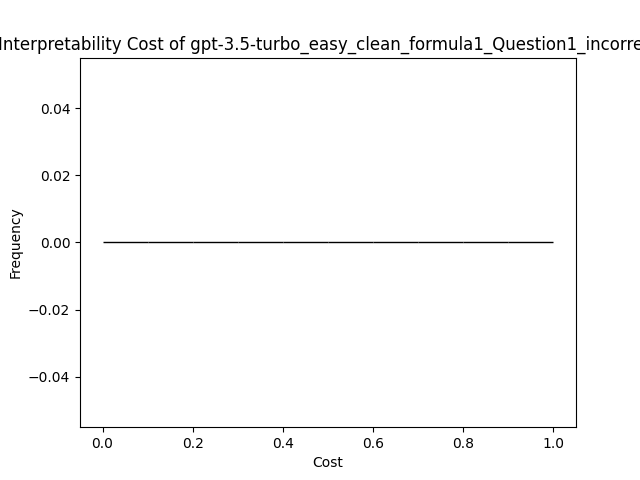 Interpretability Cost of gpt-3.5-turbo_easy_clean_formula1_Question1_incorre
0.04
0.02
0.00
−0.02
−0.04
Frequency
0.0 0.2 0.4 0.6 0.8 1.0
Cost